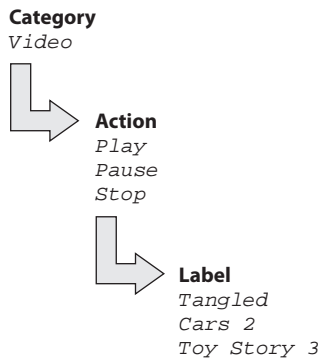 Category
Video
Action
Play
Pause
Stop
Label
Tangled
Cars 2
Toy Story 3